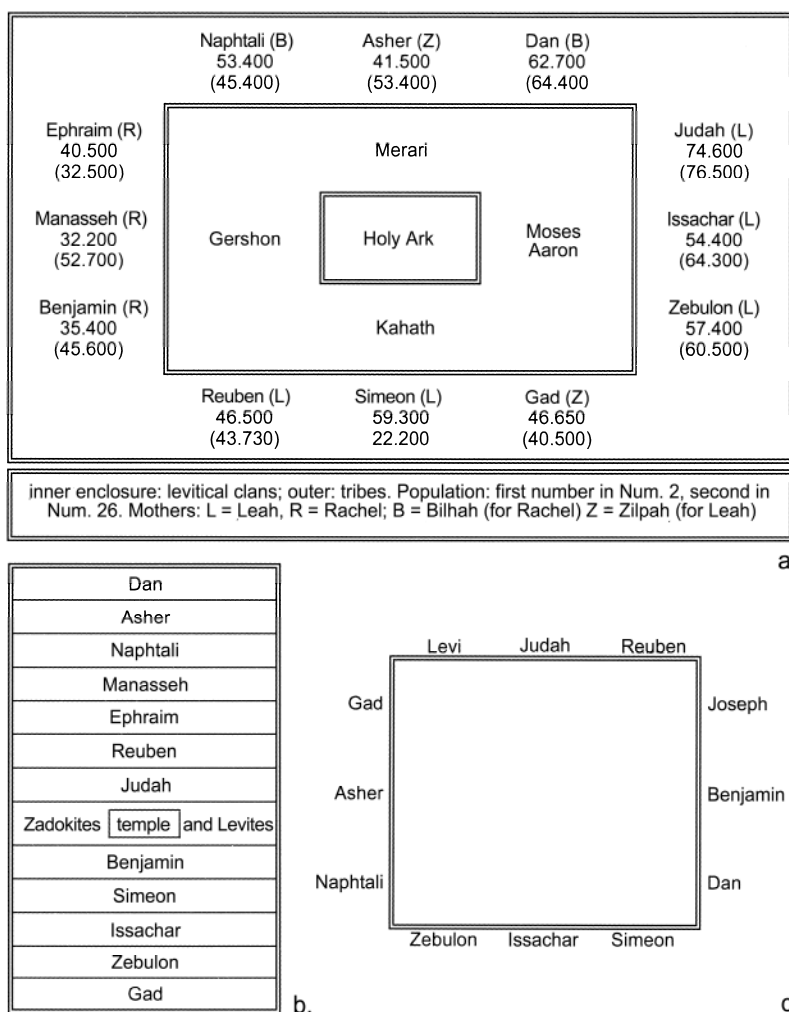 Naphtali (B) Asher (Z) Dan (B)
53.400 41.500 62.700
(45.400) (53.400) (64.400
Ephraim (R) Judah (L)
40.500 Merari 74.600
(32.500) (76.500)
Manasseh (R) Issachar (L)
32.200 Gershon Holy Ark Moses 54.400
(52.700) Aaron (64.300)
Benjamin (R) Zebulon (L)
35.400 Kahath 57.400
(45.600) (60.500)
Reuben (L) Simeon (L) Gad (Z)
46.500 59.300 46.650
(43.730) 22.200 (40.500)
inner enclosure: levitical clans; outer: tribes. Population: first number in Num. 2, second in
Num. 26. Mothers: L = Leah, R = Rachel; B = Bilhah (for Rachel) Z = Zilpah (for Leah)
a
Dan
Asher
Naphtali
Manasseh
Ephraim
Reuben
Judah
Zadokites temple and Levites
Benjamin
Simeon
Issachar
Zebulon
Gad
b.
Levi Judah Reuben
Gad Joseph
Asher Benjamin
Naphtali Dan
Zebulon Issachar Simeon